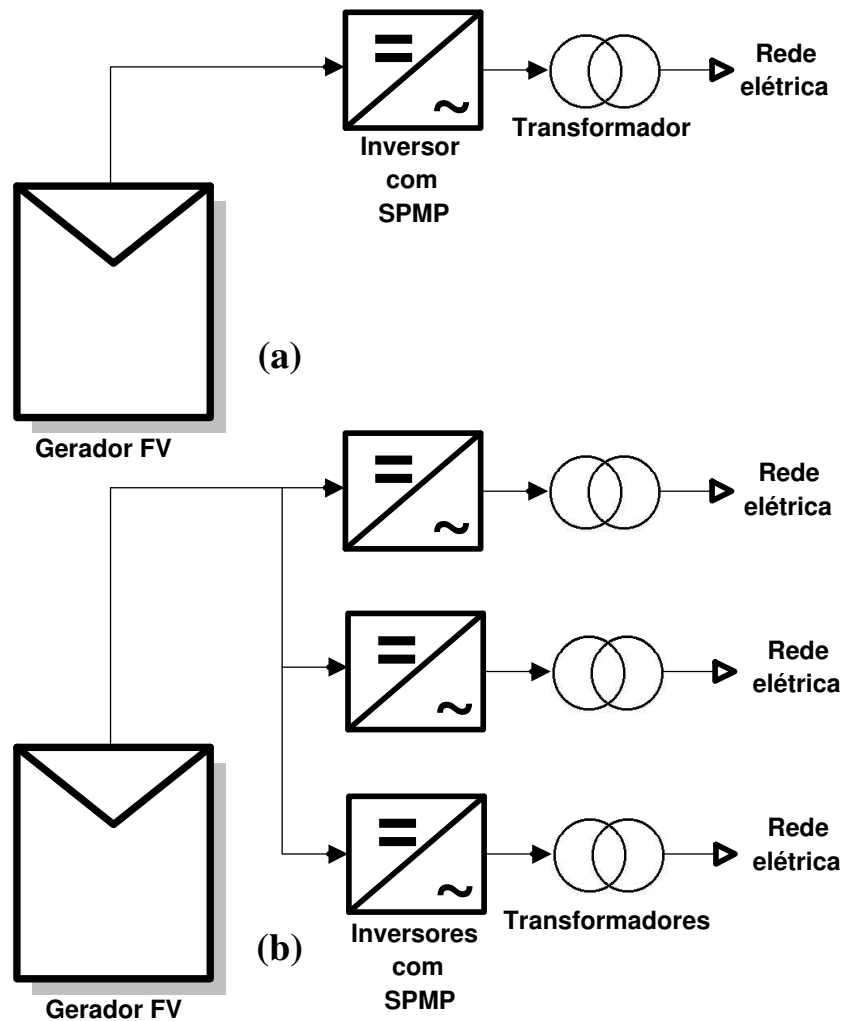 Rede
elétrica
Transformador
Inversor
com
SPMP
(a)
Gerador FV
Rede
elétrica
Rede
elétrica
Rede
elétrica
Transformadores
Inversores
com
SPMP
(b)
Gerador FV